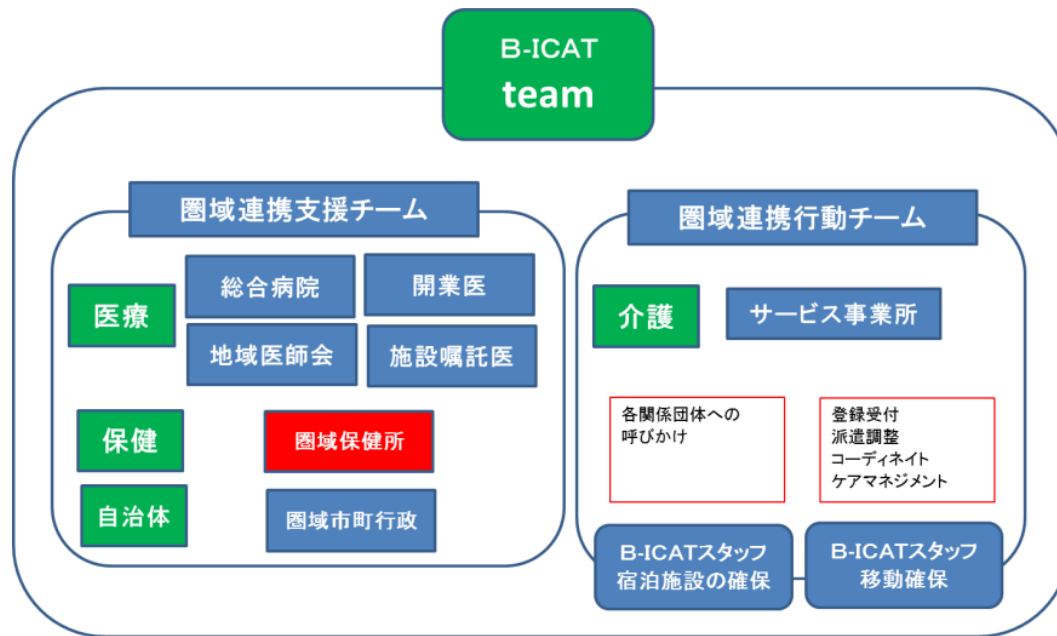 B-ICAT
team
圏域連携支援チーム
医療
総合病院
開業医
地域医師会
施設嘱託医
保健
圏域保健所
自治体
圏域市町行政
圏域連携行動チーム
介護
サービス事業所
各関係団体への
呼びかけ
登録受付
派遣調整
コーディネイト
ケアマネジメント
B-ICATスタッフ
宿泊施設の確保
B-ICATスタッフ
移動確保